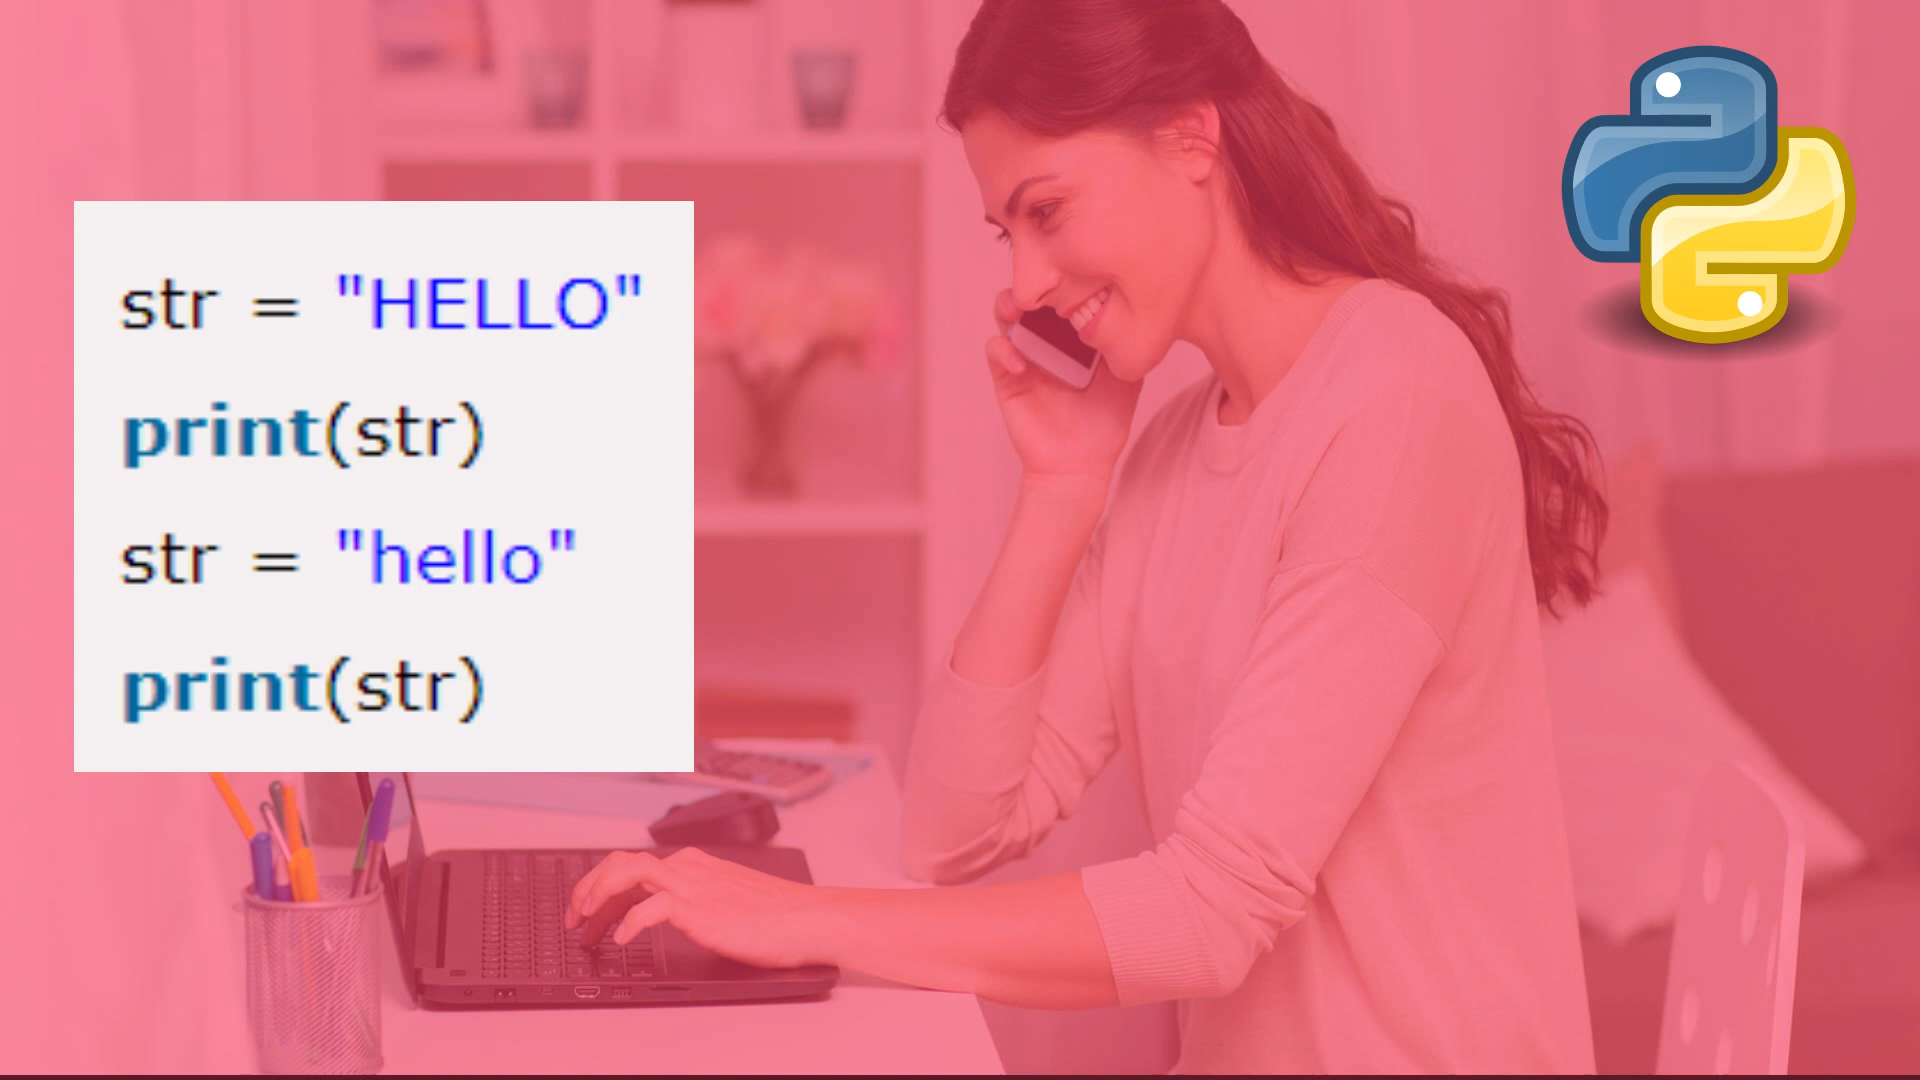 str = "HELLO"
print(str)
str = "hello"
print(str)